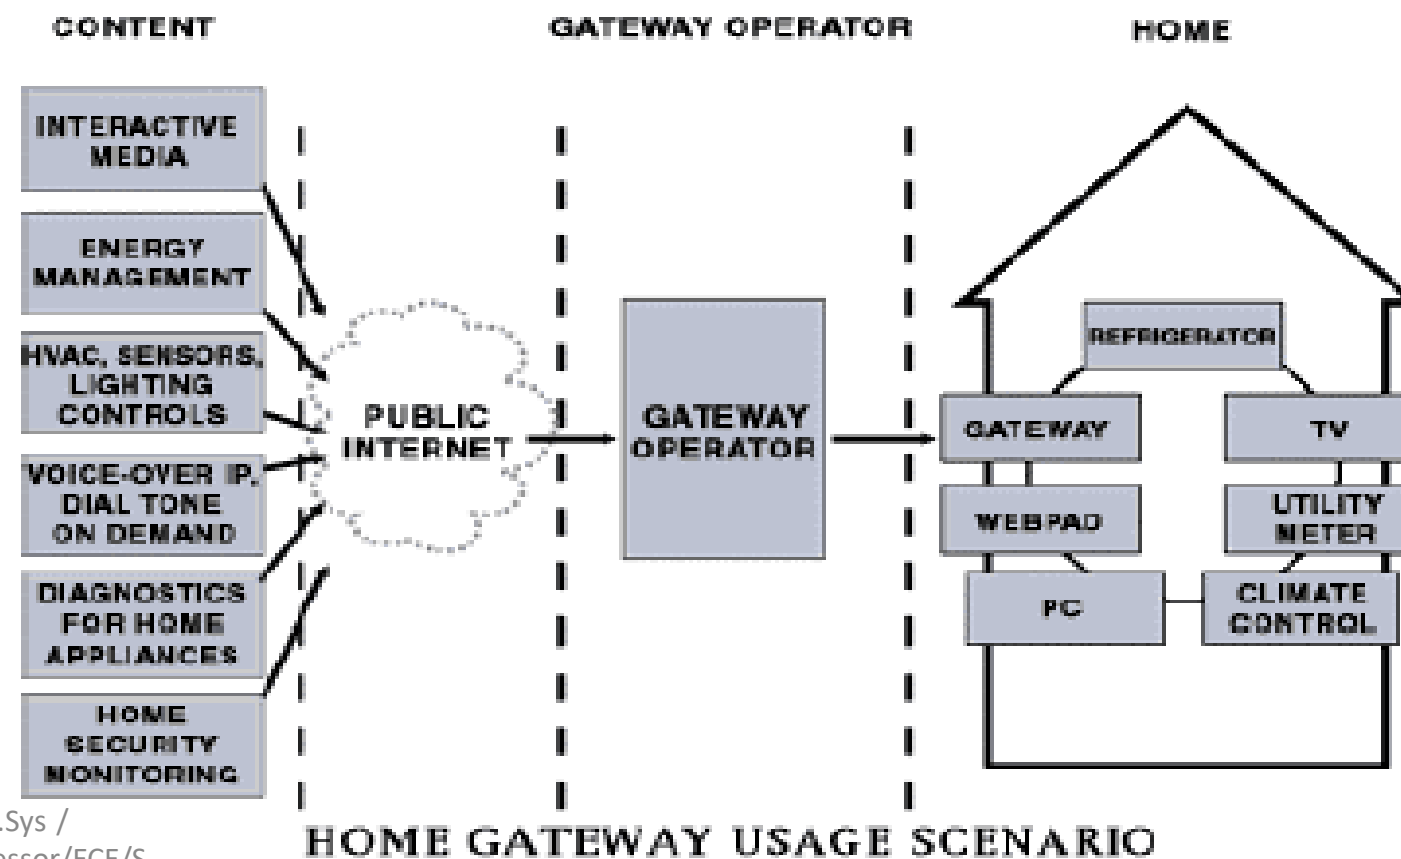 CONTENT
GATEWAY OPERATOR
HOME
INTERACTIVE
MEDIA
ENERGY
MANAGEMENT
HVAC, SENSORS,
LIGHTING
CONTROLS
VOICE-OVER IP,
DIAL TONE
ON DEMAND
DIAGNOSTICS
FOR HOME
APPLIANCES
HOME
SECURITY
MONITORING
PUBLIC
INTERNET
GATEWAY
OPERATOR
REFRIGERATOR
GATEWAY
TV
WEBPAD
UTILITY
METER
PC
CLIMATE
CONTROL
.Sys /
HOME GATEWAY USAGE SCENARIO